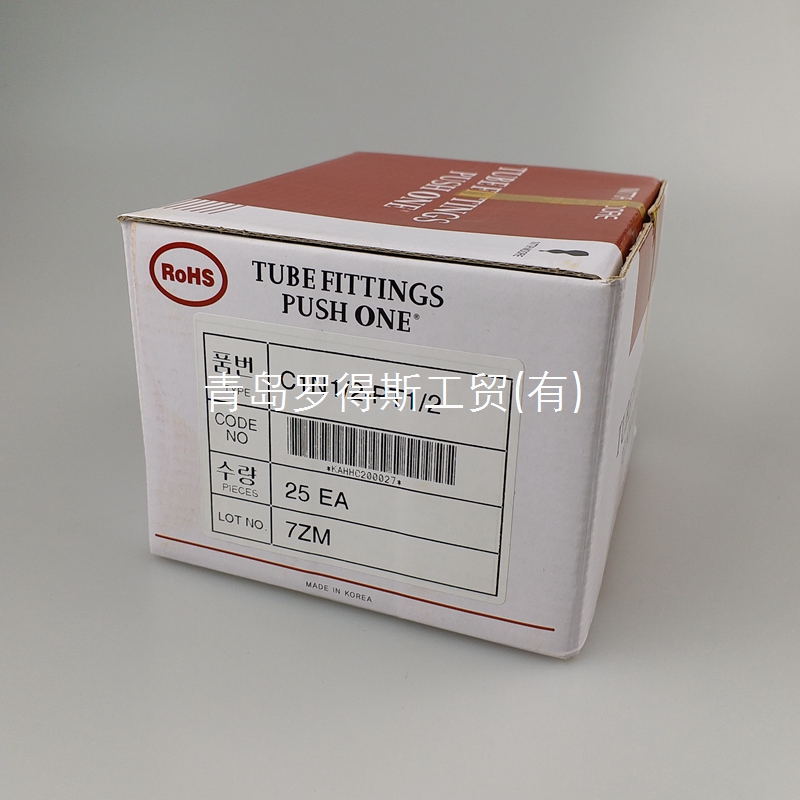 TUBE FITTINGS
PUSH ONE®
RoHS
TUBE FITTINGS
PUSH ONE®
품번
TYPE
青岛罗得斯工贸(有)
CODE
NO
*KAHHC200027*
수량
PIECES
25 EA
LOT NO.
7ZM
MADE IN KOREA